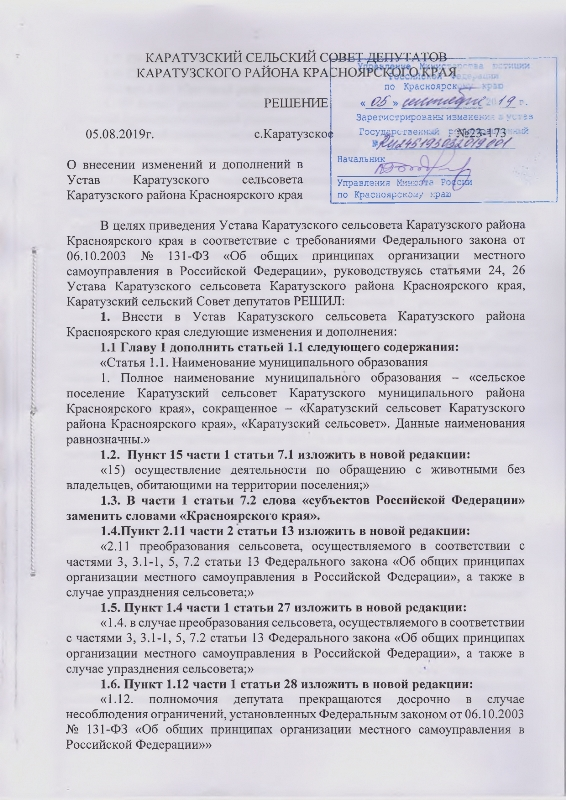 КАРАТУЗСКИЙ СЕЛЬСКИЙ СОВЕТ ДЕПУТАТОВ
КАРАТУЗСКОГО РАЙОНА КРАСНОЯРСКОГО КРАЯ
Управление Министерства юстиции
Российской Федерации
по Красноярскому краю
« 05 » сентября 2019 г.
Зарегистрированы изменения в устав
Государственный регистрационный
№ RU245195032019001
Начальник
Управления Минюста России
по Красноярскому краю
РЕШЕНИЕ
05.08.2019г. с.Каратузское №23-173
О внесении изменений и дополнений в
Устав Каратузского сельсовета
Каратузского района Красноярского края
В целях приведения Устава Каратузского сельсовета Каратузского района
Красноярского края в соответствие с требованиями Федерального закона от
06.10.2003 № 131-ФЗ «Об общих принципах организации местного
самоуправления в Российской Федерации», руководствуясь статьями 24, 26
Устава Каратузского сельсовета Каратузского района Красноярского края,
Каратузский сельский Совет депутатов РЕШИЛ:
1. Внести в Устав Каратузского сельсовета Каратузского района
Красноярского края следующие изменения и дополнения:
1.1 Главу 1 дополнить статьей 1.1 следующего содержания:
«Статья 1.1. Наименование муниципального образования
1. Полное наименование муниципального образования – «сельское
поселение Каратузский сельсовет Каратузского муниципального района
Красноярского края», сокращенное – «Каратузский сельсовет Каратузского
района Красноярского края», «Каратузский сельсовет». Данные наименования
равнозначны.»
1.2. Пункт 15 части 1 статьи 7.1 изложить в новой редакции:
«15) осуществление деятельности по обращению с животными без
владельцев, обитающими на территории поселения;»
1.3. В части 1 статьи 7.2 слова «субъектов Российской Федерации»
заменить словами «Красноярского края».
1.4.Пункт 2.11 части 2 статьи 13 изложить в новой редакции:
«2.11 преобразования сельсовета, осуществляемого в соответствии с
частями 3, 3.1-1, 5, 7.2 статьи 13 Федерального закона «Об общих принципах
организации местного самоуправления в Российской Федерации», а также в
случае упразднения сельсовета;»
1.5. Пункт 1.4 части 1 статьи 27 изложить в новой редакции:
«1.4. в случае преобразования сельсовета, осуществляемого в соответствии
с частями 3, 3.1-1, 5, 7.2 статьи 13 Федерального закона «Об общих принципах
организации местного самоуправления в Российской Федерации», а также в
случае упразднения сельсовета;»
1.6. Пункт 1.12 части 1 статьи 28 изложить в новой редакции:
«1.12. полномочия депутата прекращаются досрочно в случае
несоблюдения ограничений, установленных Федеральным законом от 06.10.2003
№ 131-ФЗ «Об общих принципах организации местного самоуправления в
Российской Федерации»»